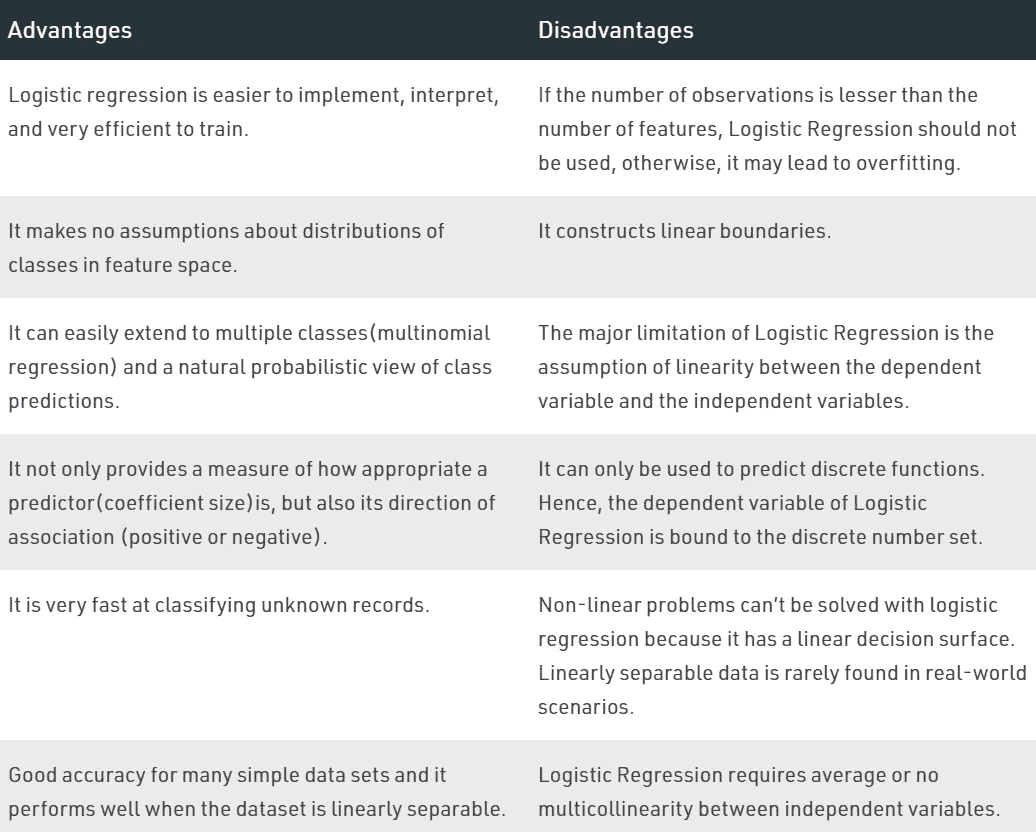 Advantages
Disadvantages
Logistic regression is easier to implement, interpret,
and very efficient to train.
If the number of observations is lesser than the
number of features, Logistic Regression should not
be used, otherwise, it may lead to overfitting.
It makes no assumptions about distributions of
classes in feature space.
It constructs linear boundaries.
It can easily extend to multiple classes(multinomial
regression) and a natural probabilistic view of class
predictions.
The major limitation of Logistic Regression is the
assumption of linearity between the dependent
variable and the independent variables.
It not only provides a measure of how appropriate a
predictor(coefficient size)is, but also its direction of
association (positive or negative).
It can only be used to predict discrete functions.
Hence, the dependent variable of Logistic
Regression is bound to the discrete number set.
It is very fast at classifying unknown records.
Non-linear problems can’t be solved with logistic
regression because it has a linear decision surface.
Linearly separable data is rarely found in real-world
scenarios.
Good accuracy for many simple data sets and it
performs well when the dataset is linearly separable.
Logistic Regression requires average or no
multicollinearity between independent variables.